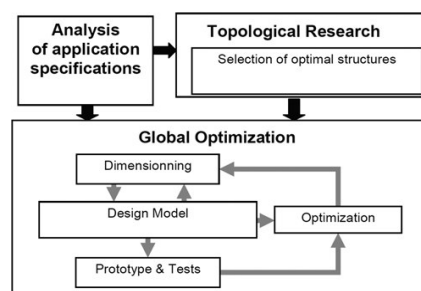 Analysis
of application
specifications
Topological Research
Selection of optimal structures
Global Optimization
Dimensionning
Design Model
Optimization
Prototype & Tests